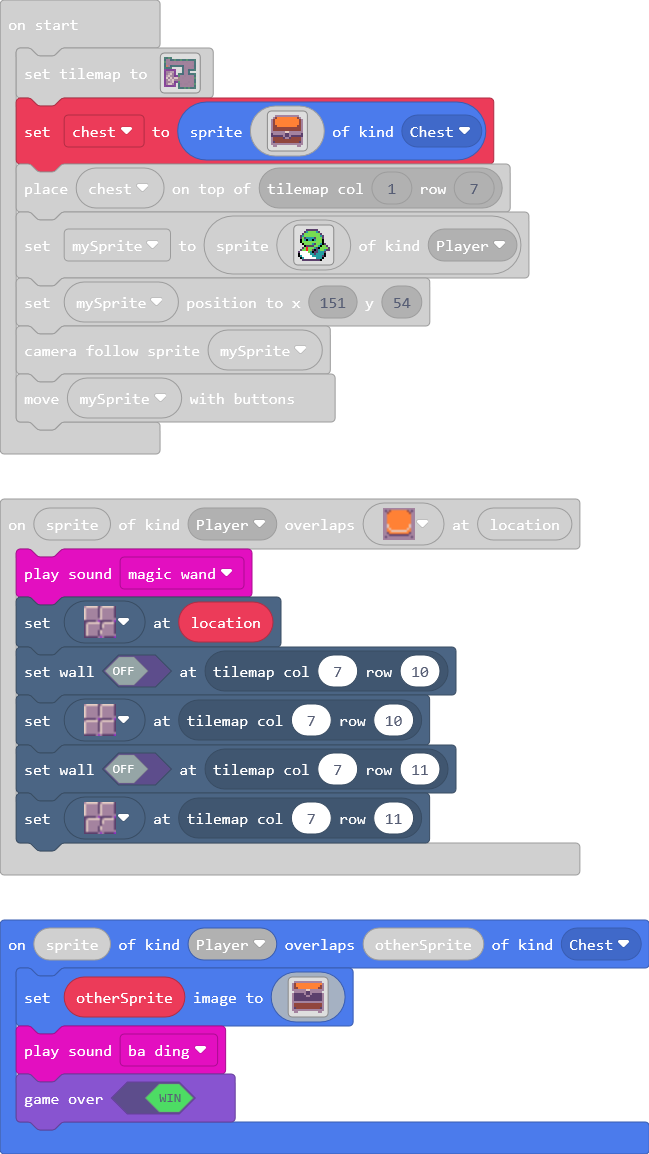 on start
set tilemap to
set chest to sprite of kind Chest
place chest on top of tilemap col 1 row 7
set mySprite to sprite of kind Player
set mySprite position to x 151 y 54
camera follow sprite mySprite
move mySprite with buttons
on sprite of kind Player overlaps at location
play sound magic wand
set at location
set wall OFF at tilemap col 7 row 10
set at tilemap col 7 row 10
set wall OFF at tilemap col 7 row 11
set at tilemap col 7 row 11
on sprite of kind Player overlaps otherSprite of kind Chest
set otherSprite image to
play sound ba ding
game over WIN